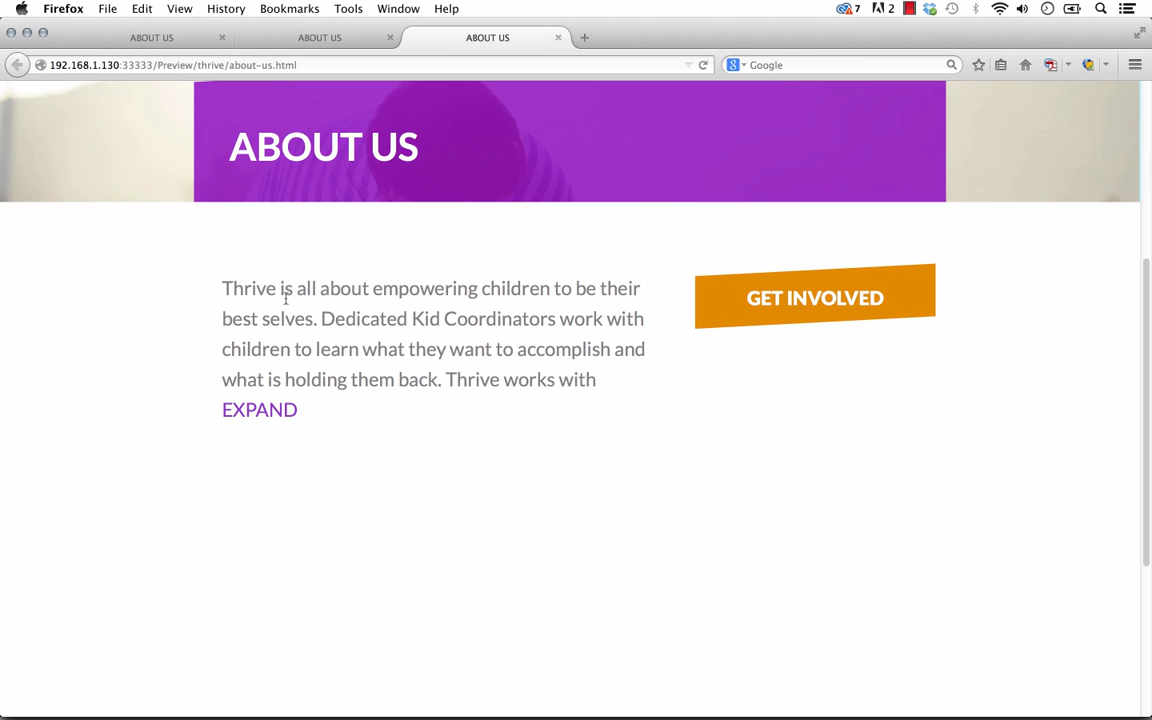 Firefox File Edit View History Bookmarks Tools Window Help 7 2
ABOUT US ABOUT US ABOUT US
192.168.1.130:33333/Preview/thrive/about-us.html Google
ABOUT US
Thrive is all about empowering children to be their
best selves. Dedicated Kid Coordinators work with
children to learn what they want to accomplish and
what is holding them back. Thrive works with
EXPAND
GET INVOLVED